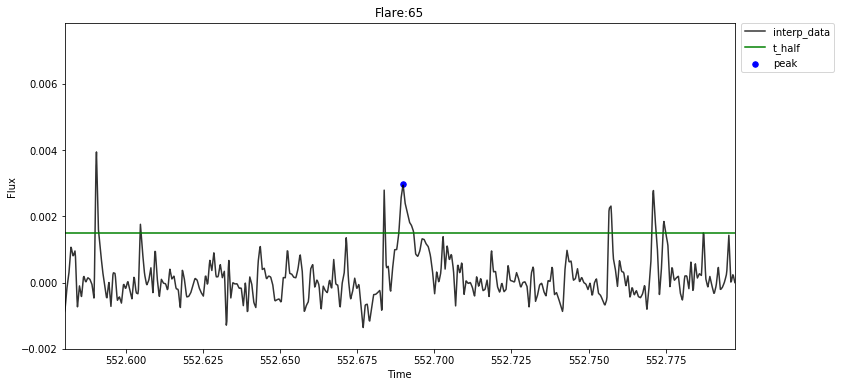 Flare:65
interp_data
t_half
peak
0.006
0.004
0.002
0.000
−0.002
Flux
552.600
552.625
552.650
552.675
552.700
552.725
552.750
552.775
Time